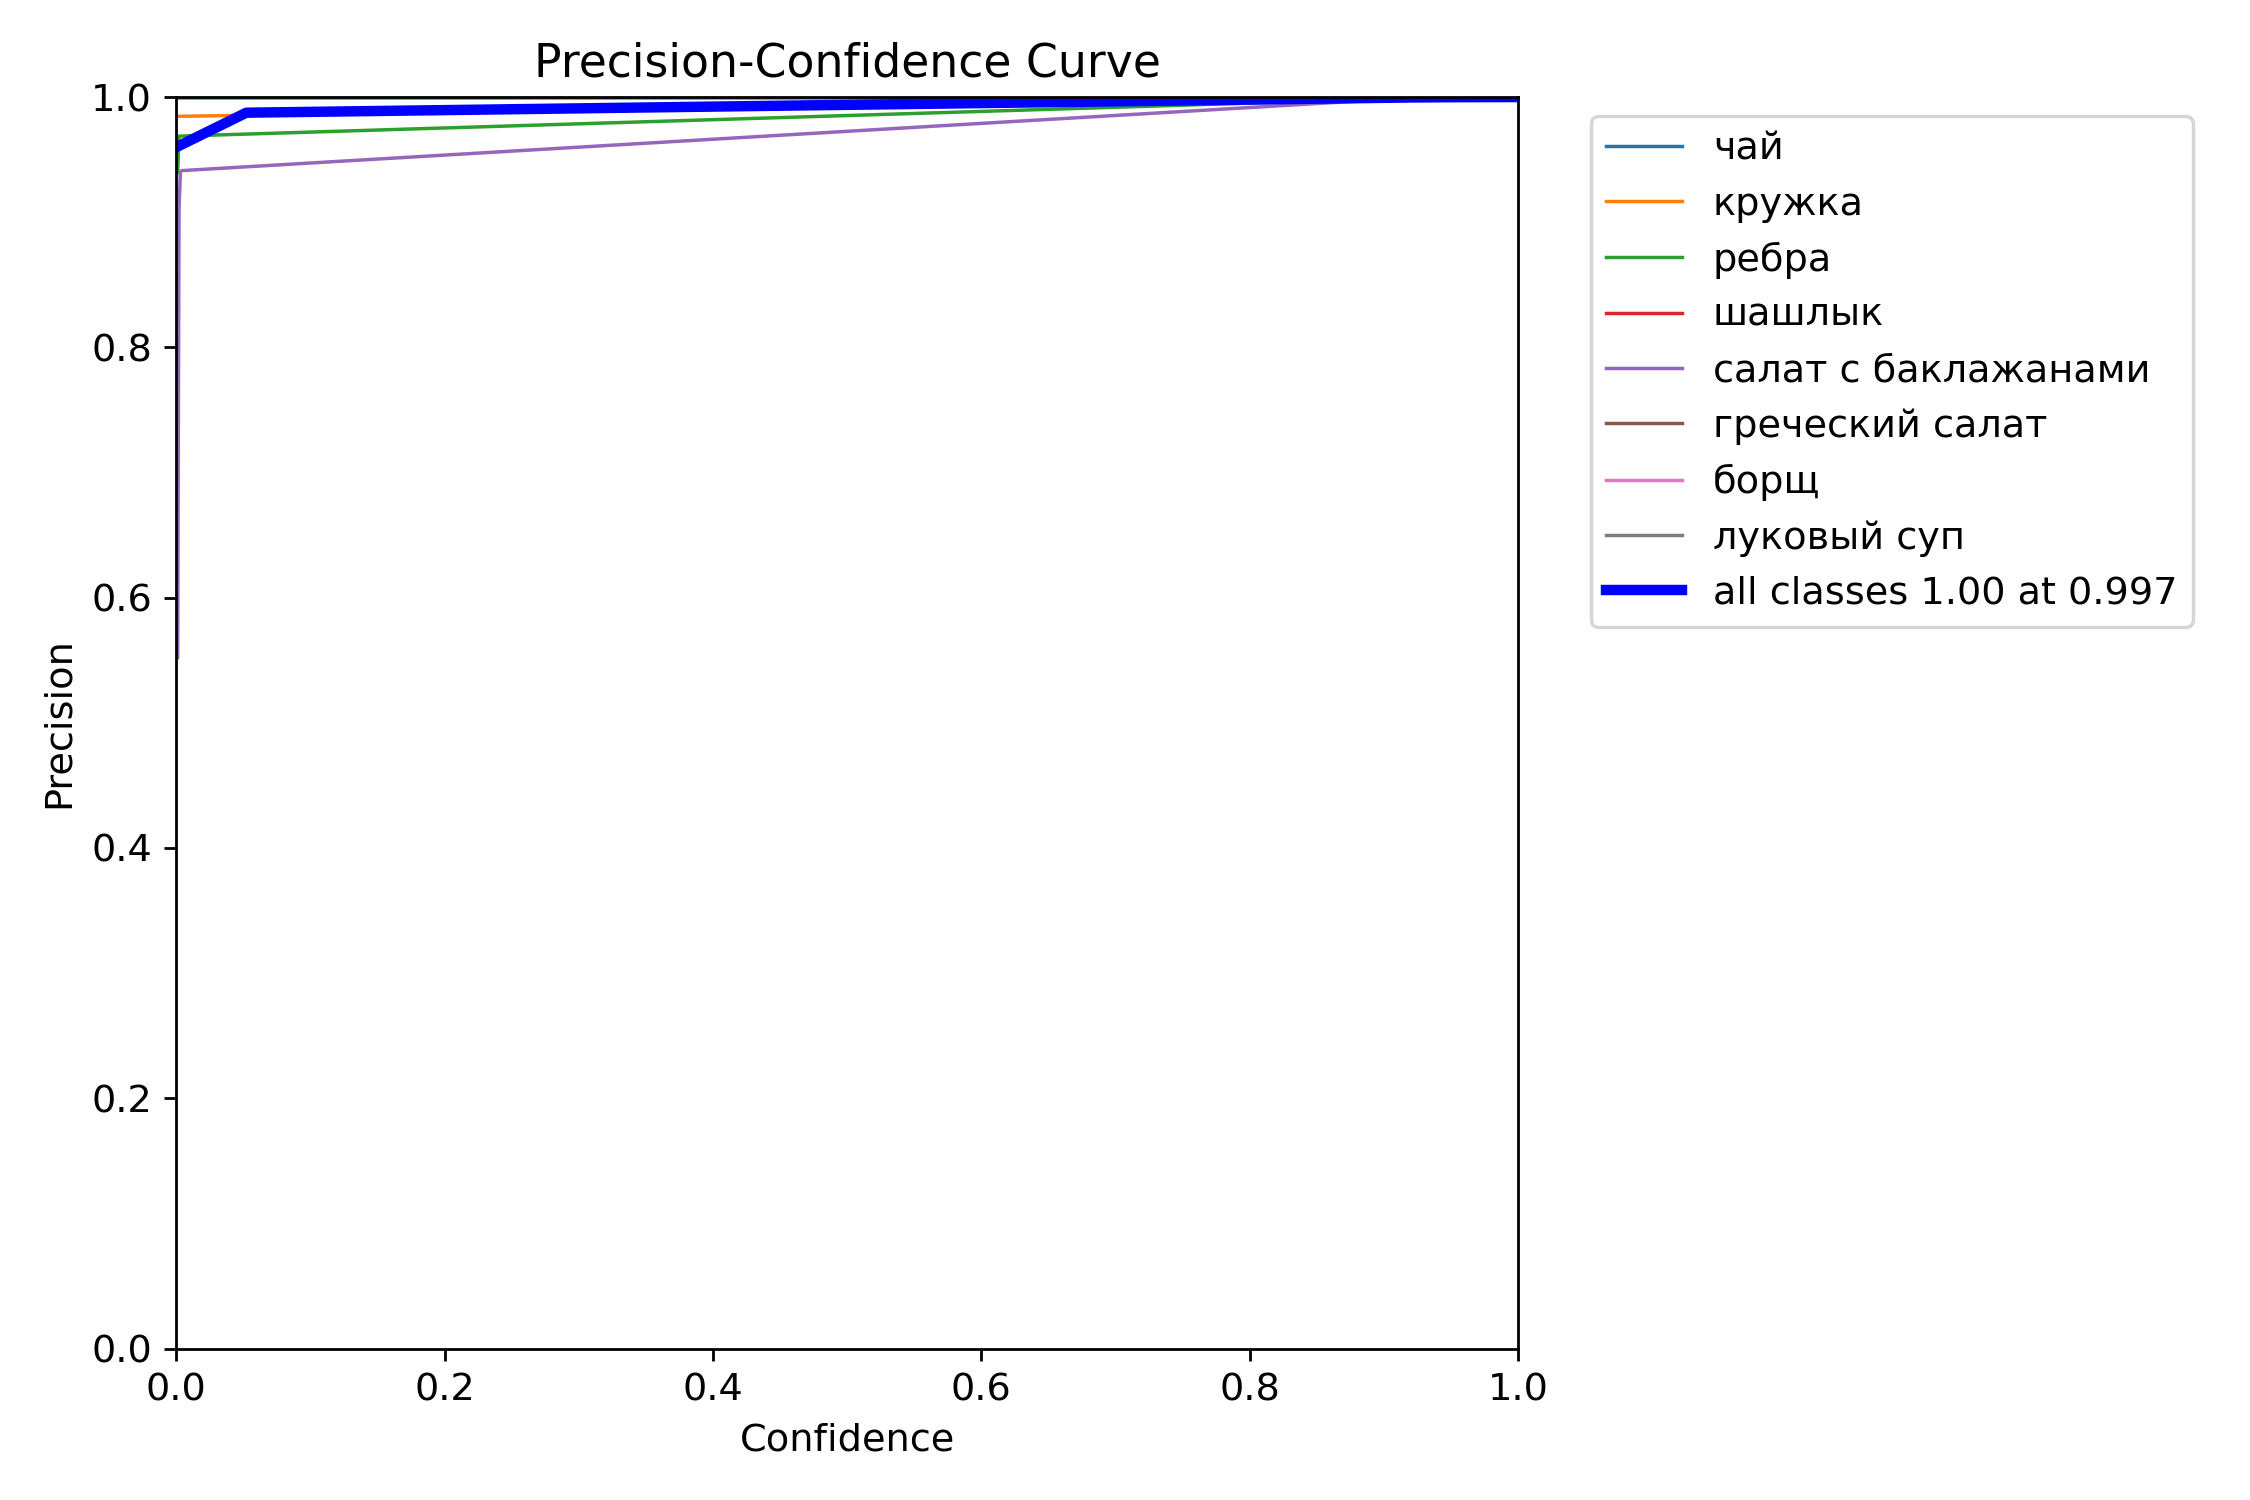 Precision-Confidence Curve
1.0
0.8
0.6
0.4
0.2
0.0
Precision
0.0 0.2 0.4 0.6 0.8 1.0
Confidence
чай
кружка
ребра
шашлык
салат с баклажанами
греческий салат
борщ
луковый суп
all classes 1.00 at 0.997